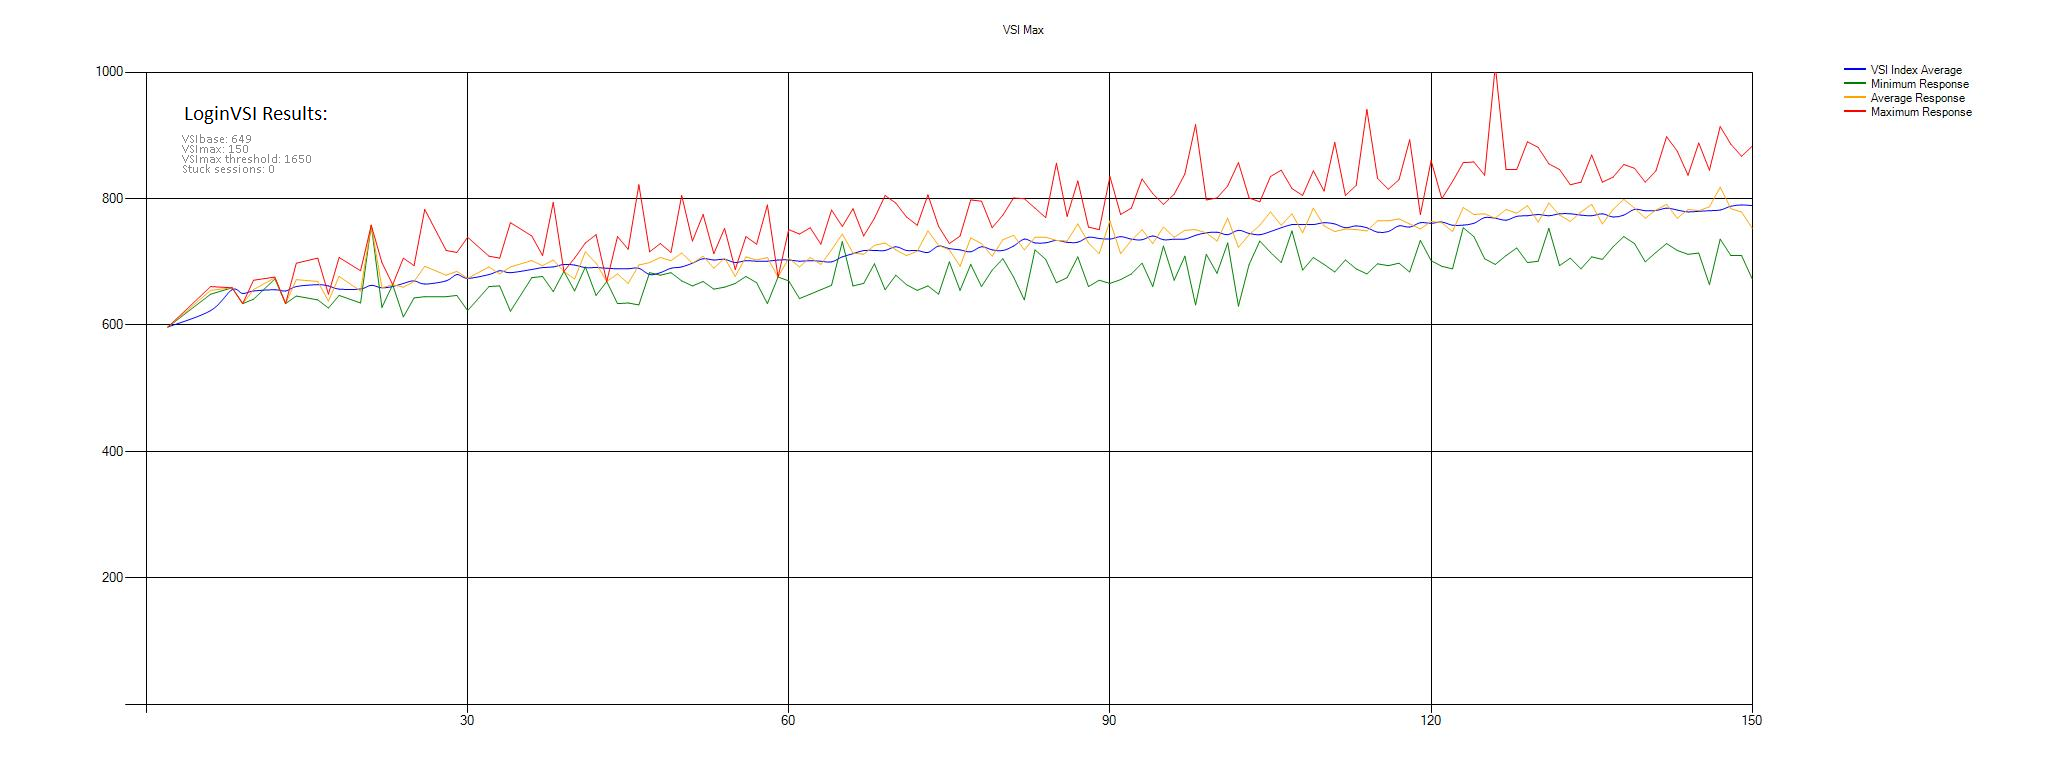 VSI Max
1000
800
600
400
200
30
60
90
120
150
LoginVSI Results:
VSIbase: 649
VSImax: 150
VSImax threshold: 1650
Stuck sessions: 0
VSI Index Average
Minimum Response
Average Response
Maximum Response